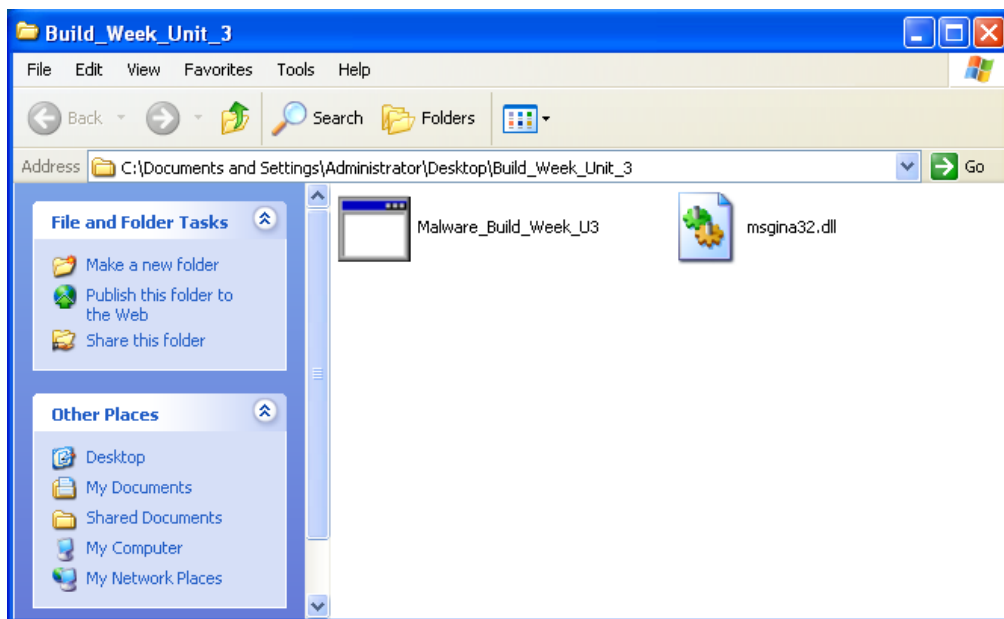 Build_Week_Unit_3
File Edit View Favorites Tools Help
Back Search Folders
Address C:\Documents and Settings\Administrator\Desktop\Build_Week_Unit_3 Go
File and Folder Tasks
Make a new folder
Publish this folder to
the Web
Share this folder
Other Places
Desktop
My Documents
Shared Documents
My Computer
My Network Places
Malware_Build_Week_U3
msgina32.dll